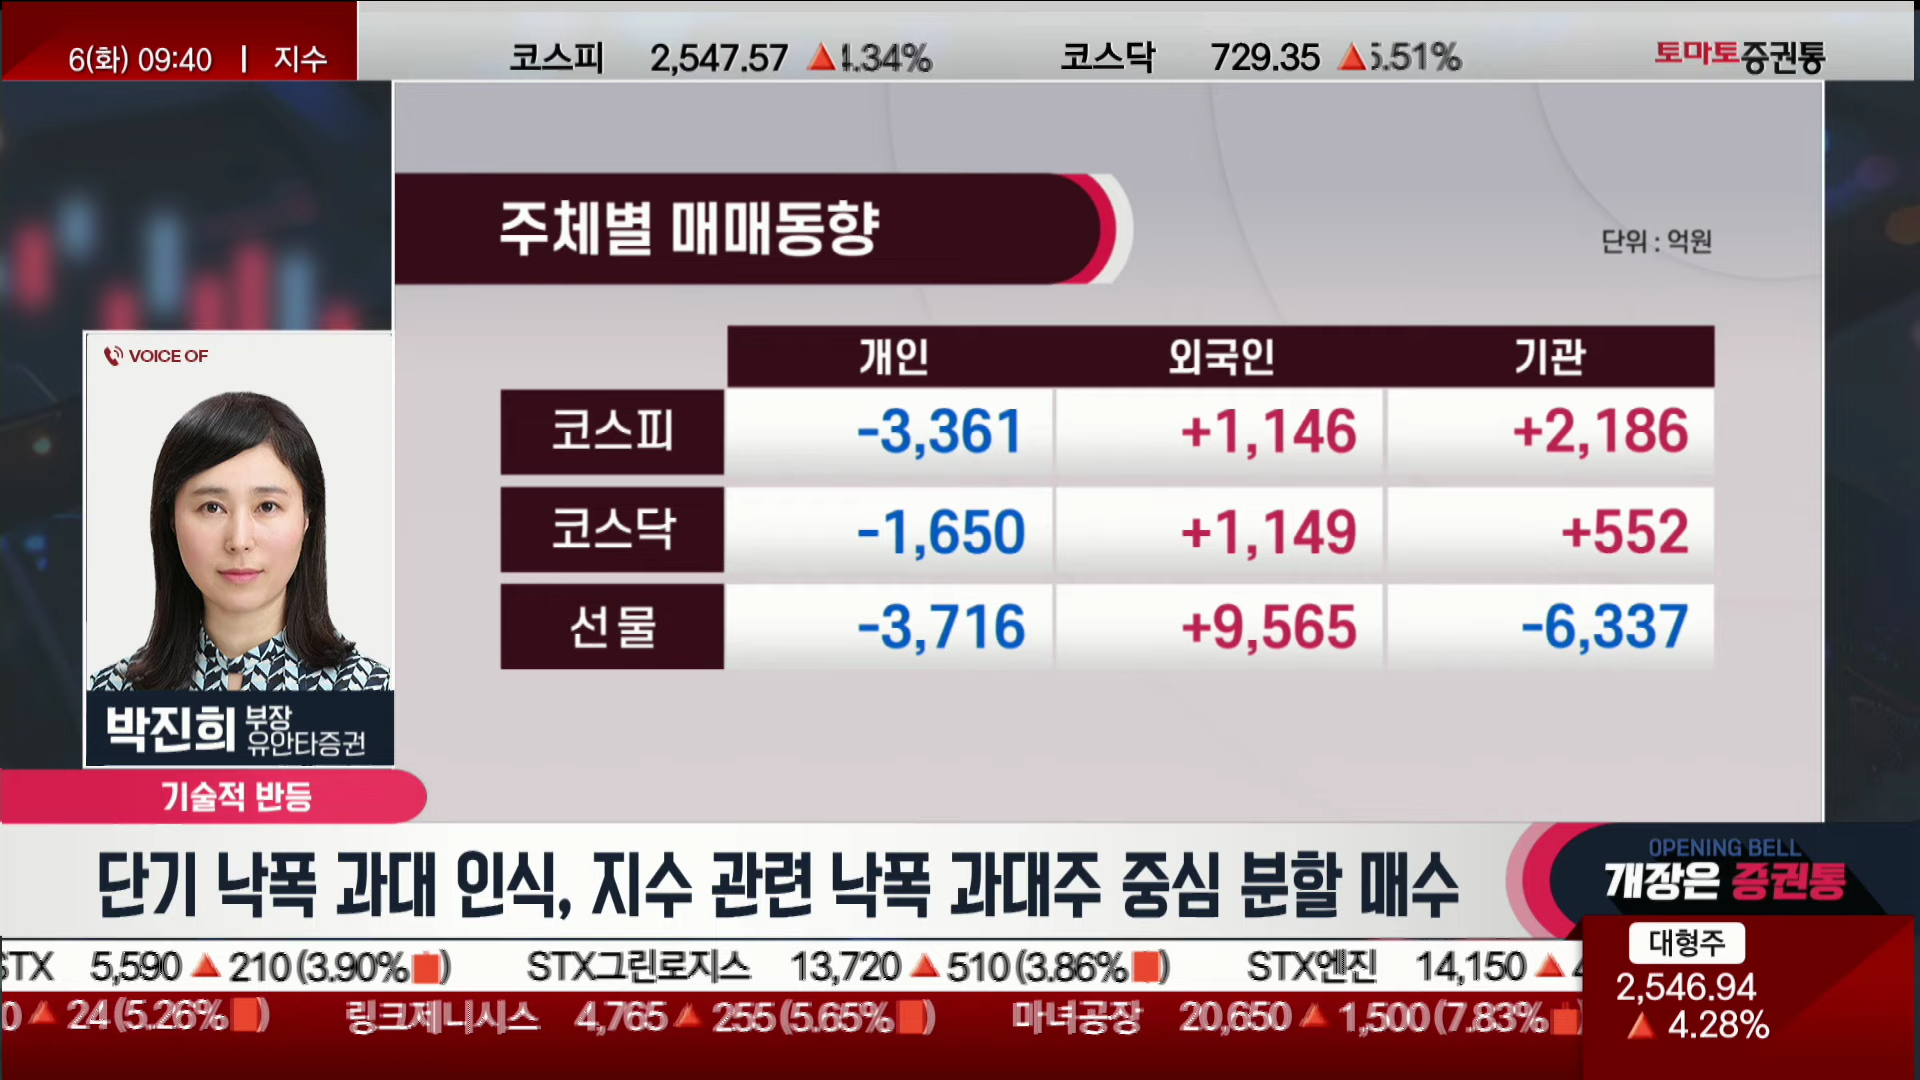 6(화) 09:40 | 지수
코스피 2,547.57 ▲4.34%
코스닥 729.35 ▲5.51%
토마토증권통
주체별 매매동향
단위 : 억원
개인 외국인 기관
코스피 -3,361 +1,146 +2,186
코스닥 -1,650 +1,149 +552
선물 -3,716 +9,565 -6,337
VOICE OF
박진희 부장
유안타증권
기술적 반등
단기 낙폭 과대 인식, 지수 관련 낙폭 과대주 중심 분할 매수
OPENING BELL
개장은 증권통
STX 5,590 ▲210(3.90%) STX그린로지스 13,720 ▲510(3.86%) STX엔진 14,150 ▲
0▲ 24(5.26%) 링크제니시스 4,765▲ 255(5.65%) 마녀공장 20,650▲ 1,500(7.83%)
대형주
2,546.94
▲ 4.28%